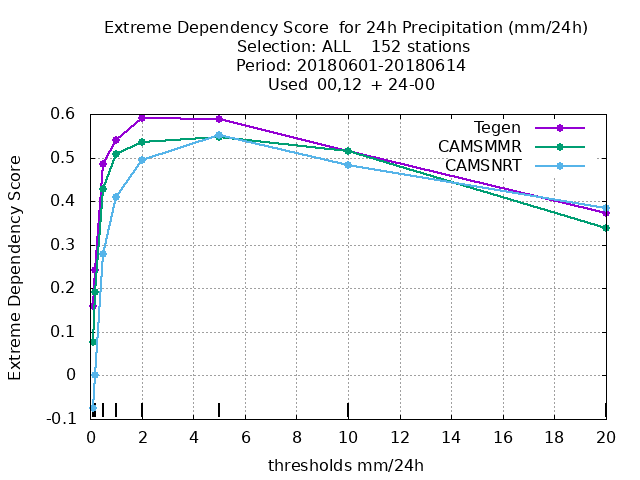 Extreme Dependency Score  for 24h Precipitation (mm/24h)
Selection: ALL    152 stations
Period: 20180601-20180614
Used  00,12  + 24-00
Tegen
CAMSMMR
CAMSNRT
Extreme Dependency Score
0.6
0.5
0.4
0.3
0.2
0.1
0
-0.1
0 2 4 6 8 10 12 14 16 18 20
thresholds mm/24h